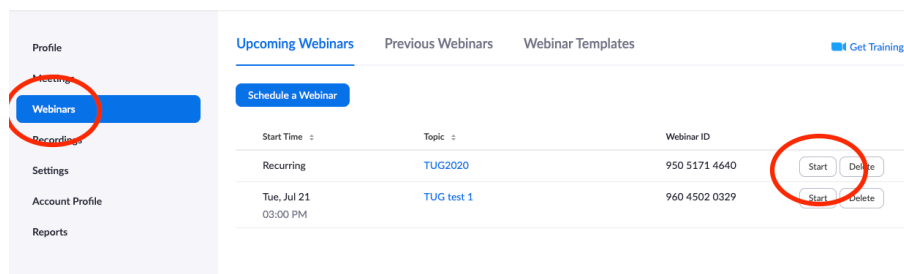 Profile
Meetings
Webinars
Recordings
Settings
Account Profile
Reports
Upcoming Webinars Previous Webinars Webinar Templates Get Training
Schedule a Webinar
Start Time Topic Webinar ID
Recurring TUG2020 950 5171 4640 Start Delete
Tue, Jul 21 TUG test 1 960 4502 0329 Start Delete
03:00 PM